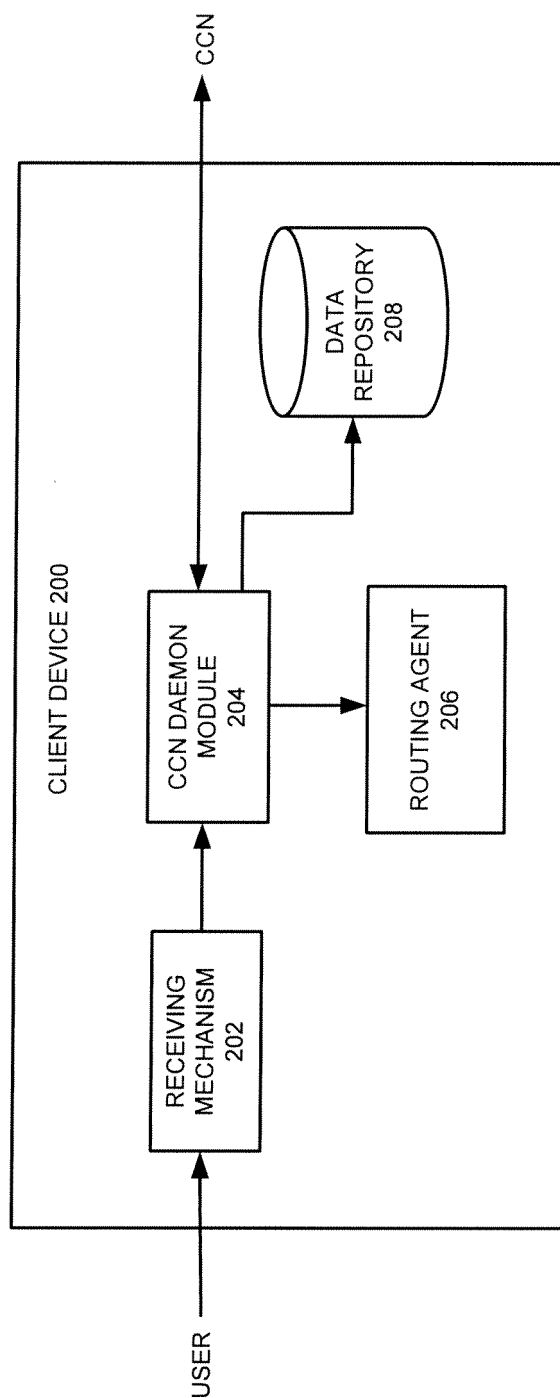 CLIENT DEVICE 200
USER
RECEIVING
MECHANISM
202
CCN DAEMON
MODULE
204
CCN
ROUTING AGENT
206
DATA
REPOSITORY
208